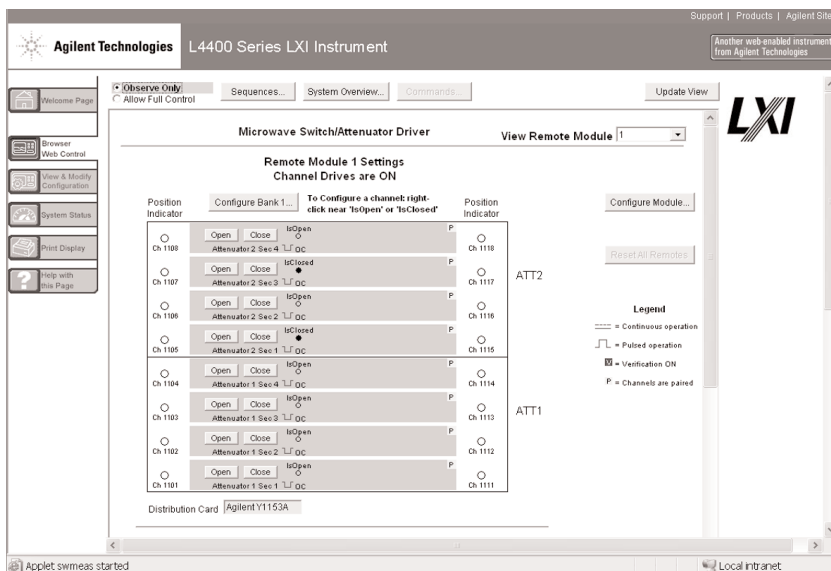 Support | Products | Agilent Site
Agilent Technologies
L4400 Series LXI Instrument
Another web-enabled instrument
from Agilent Technologies
Welcome Page
Browser
Web Control
View & Modify
Configuration
System Status
Print Display
Help with
this Page
Observe Only
Allow Full Control
Sequences...
System Overview...
Commands...
Update View
LXI
Microwave Switch/Attenuator Driver
View Remote Module 1
Remote Module 1 Settings
Channel Drives are ON
Position
Indicator
Configure Bank 1...
To Configure a channel: right-
click near 'IsOpen' or 'IsClosed'
Position
Indicator
Configure Module...
Ch 1108 Open Close IsOpen P Ch 1118
Attenuator 2 Sec 4 OC
Ch 1107 Open Close IsClosed P Ch 1117
Attenuator 2 Sec 3 OC
ATT2
Ch 1106 Open Close IsOpen P Ch 1116
Attenuator 2 Sec 2 OC
Ch 1105 Open Close IsClosed P Ch 1115
Attenuator 2 Sec 1 OC
Ch 1104 Open Close IsOpen P Ch 1114
Attenuator 1 Sec 4 OC
Ch 1103 Open Close IsOpen P Ch 1113
Attenuator 1 Sec 3 OC
ATT1
Ch 1102 Open Close IsOpen P Ch 1112
Attenuator 1 Sec 2 OC
Ch 1101 Open Close IsOpen P Ch 1111
Attenuator 1 Sec 1 OC
Reset All Remotes
Legend
= Continuous operation
= Pulsed operation
V = Verification ON
P = Channels are paired
Distribution Card Agilent Y1153A
Applet swmeas started
Local intranet